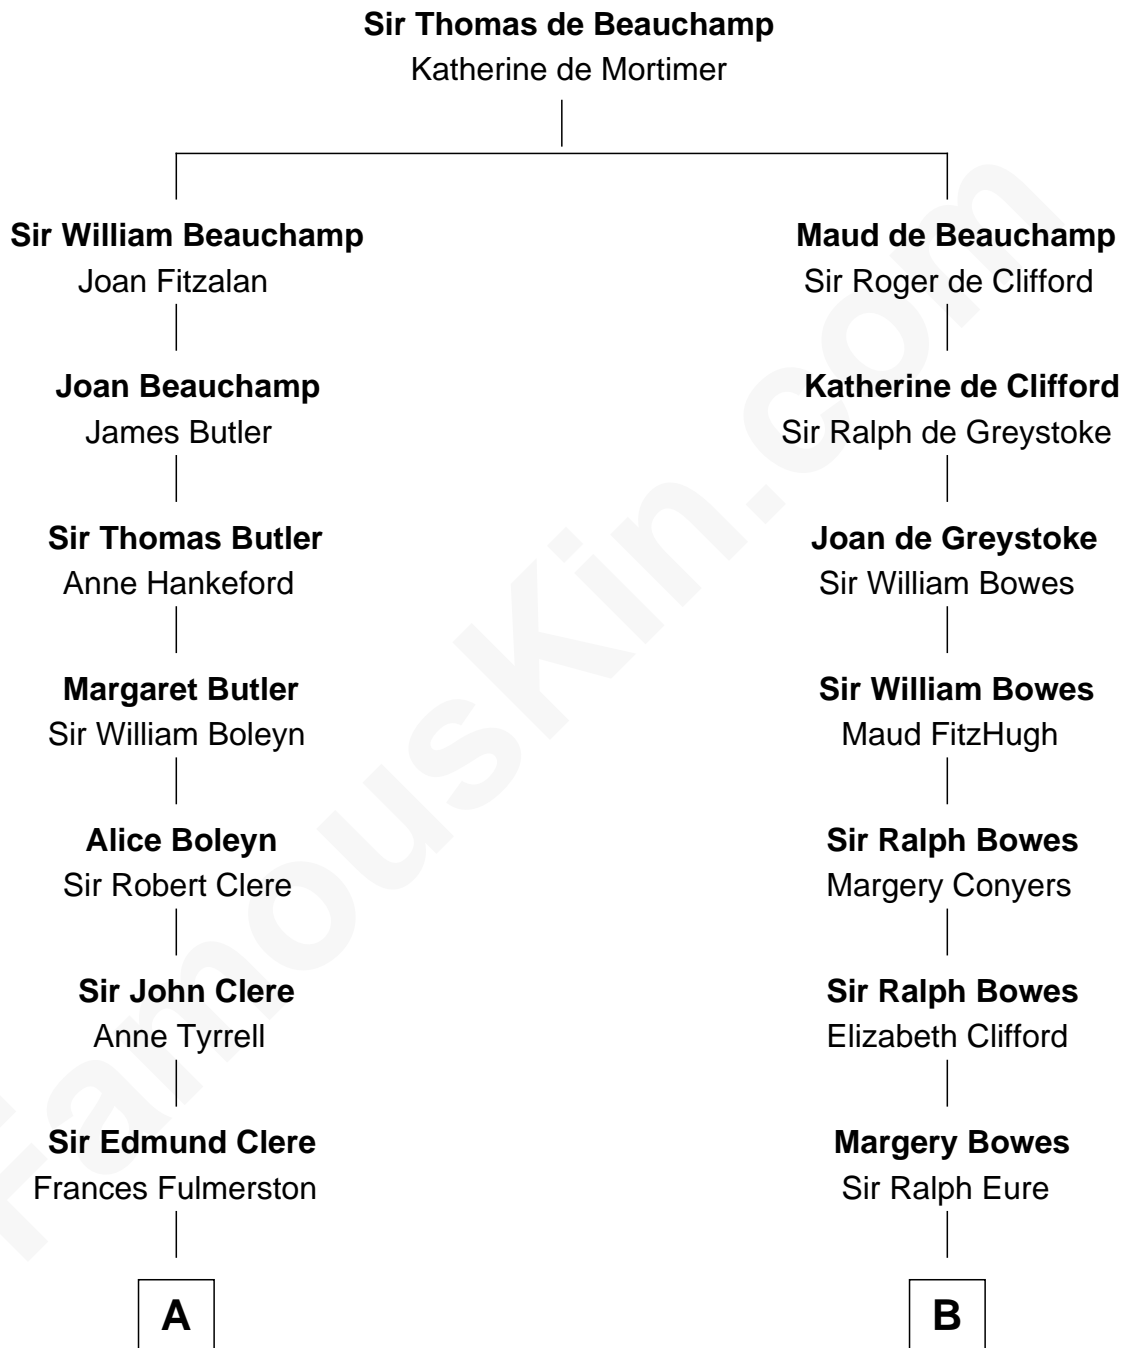 Sir Thomas de Beauchamp
Katherine de Mortimer
Sir William Beauchamp
Joan Fitzalan
Maud de Beauchamp
Sir Roger de Clifford
Joan Beauchamp
James Butler
Katherine de Clifford
Sir Ralph de Greystoke
Sir Thomas Butler
Anne Hankeford
Joan de Greystoke
Sir William Bowes
Margaret Butler
Sir William Boleyn
Sir William Bowes
Maud FitzHugh
Alice Boleyn
Sir Robert Clere
Sir Ralph Bowes
Margery Conyers
Sir John Clere
Anne Tyrrell
Sir Ralph Bowes
Elizabeth Clifford
Sir Edmund Clere
Frances Fulmerston
Margery Bowes
Sir Ralph Eure
A
B
FamousKin.com